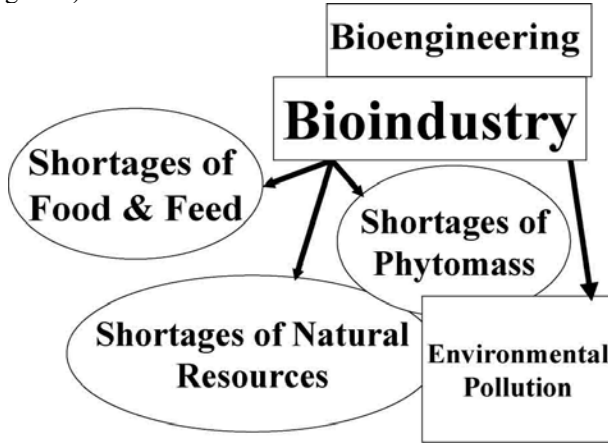 Bioengineering
Bioindustry
Shortages of
Food & Feed
Shortages of
Phytomass
Shortages of Natural
Resources
Environmental
Pollution